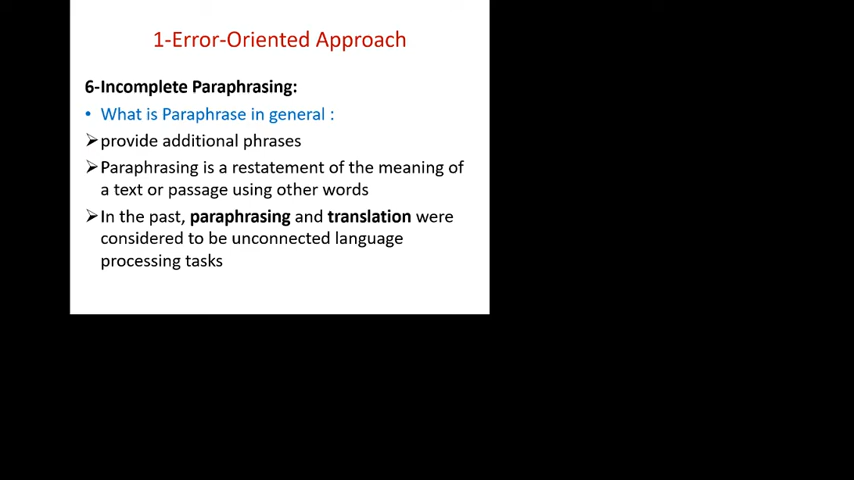 1-Error-Oriented Approach
6-Incomplete Paraphrasing:
• What is Paraphrase in general :
➢provide additional phrases
➢Paraphrasing is a restatement of the meaning of
a text or passage using other words
➢In the past, paraphrasing and translation were
considered to be unconnected language
processing tasks